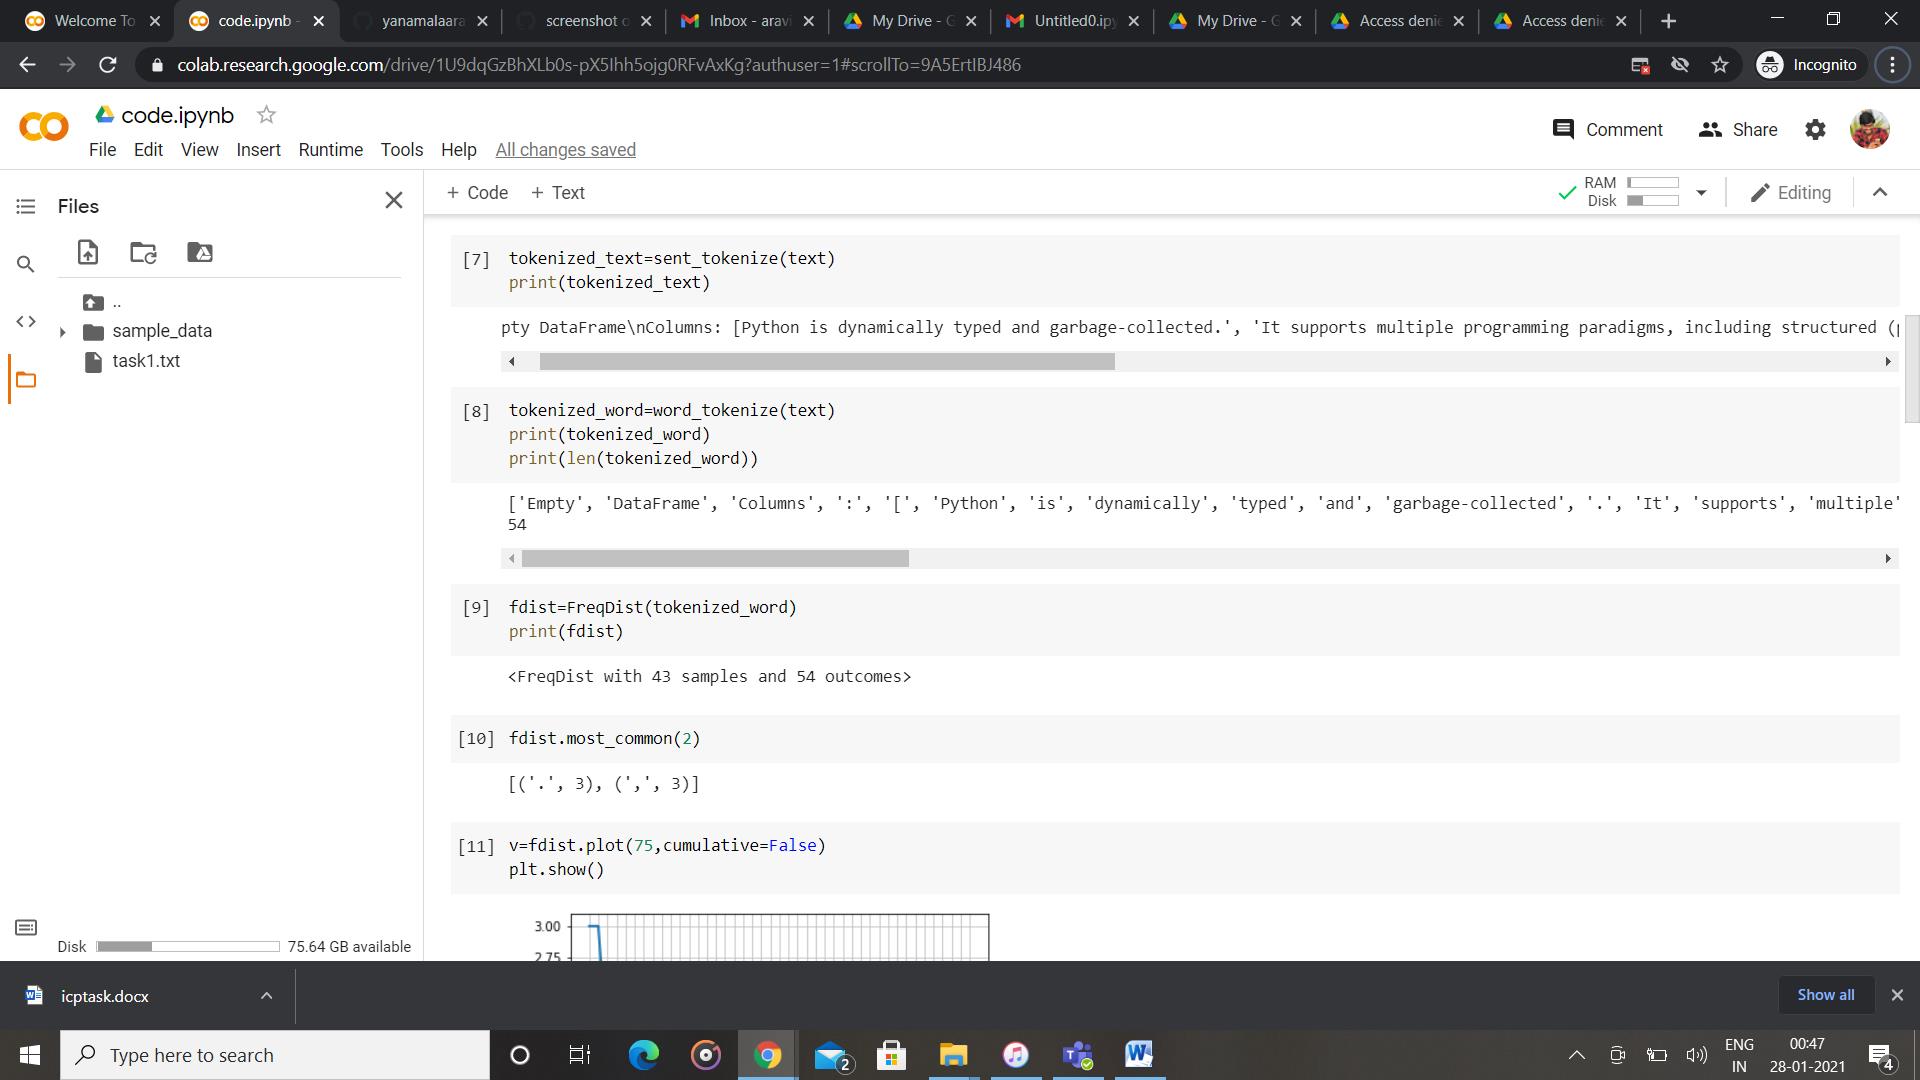 Welcome To
code.ipynb -
yanamalaara
screenshot o
Inbox - aravi
My Drive - G
Untitled0.ipy
My Drive - G
Access denie
Access denie
colab.research.google.com/drive/1U9dqGzBhXLb0s-pX5Ihh5ojg0RFvAxKg?authuser=1#scrollTo=9A5ErtIBJ486
Incognito
code.ipynb
Comment
Share
File Edit View Insert Runtime Tools Help All changes saved
Files
+ Code + Text
RAM
Disk
Editing
..
sample_data
task1.txt
[7] tokenized_text=sent_tokenize(text)
print(tokenized_text)
pty DataFrame\nColumns: [Python is dynamically typed and garbage-collected.', 'It supports multiple programming paradigms, including structured (
[8] tokenized_word=word_tokenize(text)
print(tokenized_word)
print(len(tokenized_word))
['Empty', 'DataFrame', 'Columns', ':', '[', 'Python', 'is', 'dynamically', 'typed', 'and', 'garbage-collected', '.', 'It', 'supports', 'multiple'
54
[9] fdist=FreqDist(tokenized_word)
print(fdist)
<FreqDist with 43 samples and 54 outcomes>
[10] fdist.most_common(2)
[('.', 3), (',', 3)]
[11] v=fdist.plot(75,cumulative=False)
plt.show()
3.00
2.75
Disk 75.64 GB available
icptask.docx
Show all
Type here to search
2
ENG
IN
00:47
28-01-2021
4